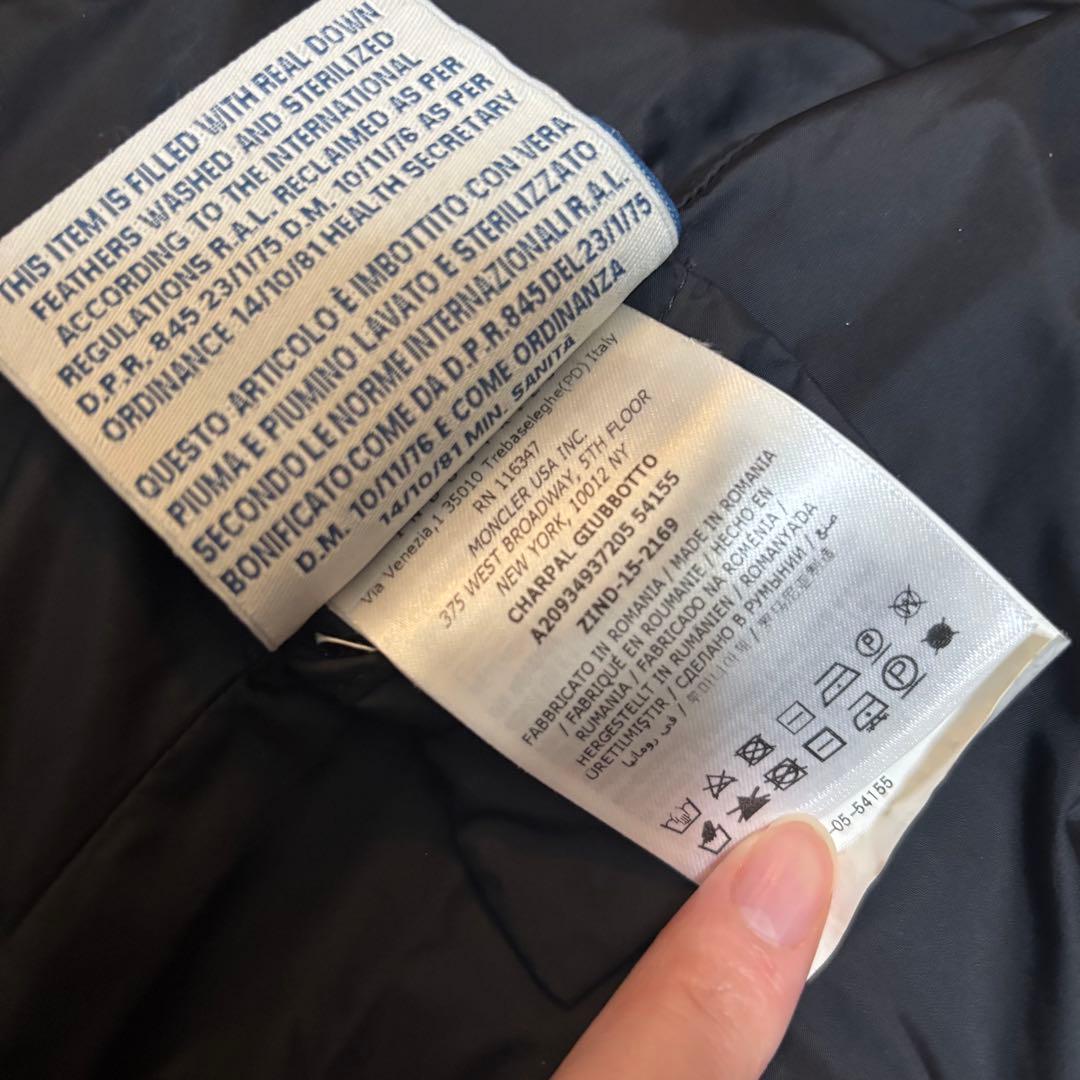 THIS ITEM IS FILLED WITH REAL DOWN
FEATHERS WASHED AND STERILIZED
ACCORDING TO THE INTERNATIONAL
REGULATIONS R.A.L. RECLAIMED AS PER
D.P.R. 845 23/1/75 D.M. 10/11/76 AS PER
ORDINANCE 14/10/81 HEALTH SECRETARY.
QUESTO ARTICOLO È IMBOTTITO CON VERA
PIUMA E PIUMINO LAVATO E STERILIZZATO
SECONDO LE NORME INTERNAZIONALI R.A.L.
BONIFICATO COME DA D.P.R. 845 DEL 23/1/75
D.M. 10/11/76 E COME ORDINANZA
14/10/81 MIN. SANITÀ
Via Venezia,1 35010 Trebaseleghe(PD) Italy
RN 116347
MONCLER USA INC.
375 WEST BROADWAY, 5TH FLOOR
NEW YORK, 10012 NY
CHARPAL GIUBBOTTO
A20934937205 54155
ZIND-15-2169
FABBRICATO IN ROMANIA / MADE IN ROMANIA
/ FABRIQUÉ EN ROUMANIE / HECHO EN
RUMANIA / FABRICADO NA ROMÉNIA /
HERGESTELLT IN RUMANIEN / ROMANYADA
ÜRETILMIŞTIR / СДЕЛАНО В РУМЫНИИ /
صنع في رومانيا
-05-54155